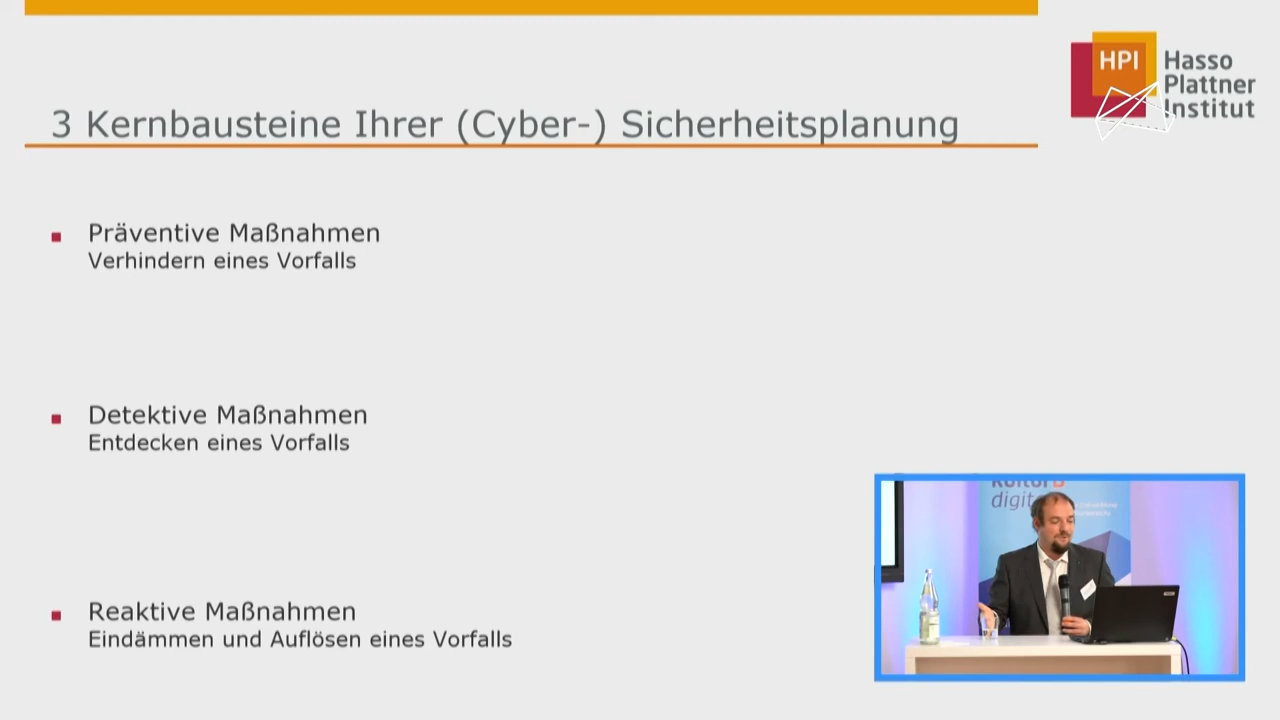 3 Kernbausteine Ihrer (Cyber-) Sicherheitsplanung
HPI
Hasso
Plattner
Institut
Präventive Maßnahmen
Verhindern eines Vorfalls
Detektive Maßnahmen
Entdecken eines Vorfalls
Reaktive Maßnahmen
Eindämmen und Auflösen eines Vorfalls